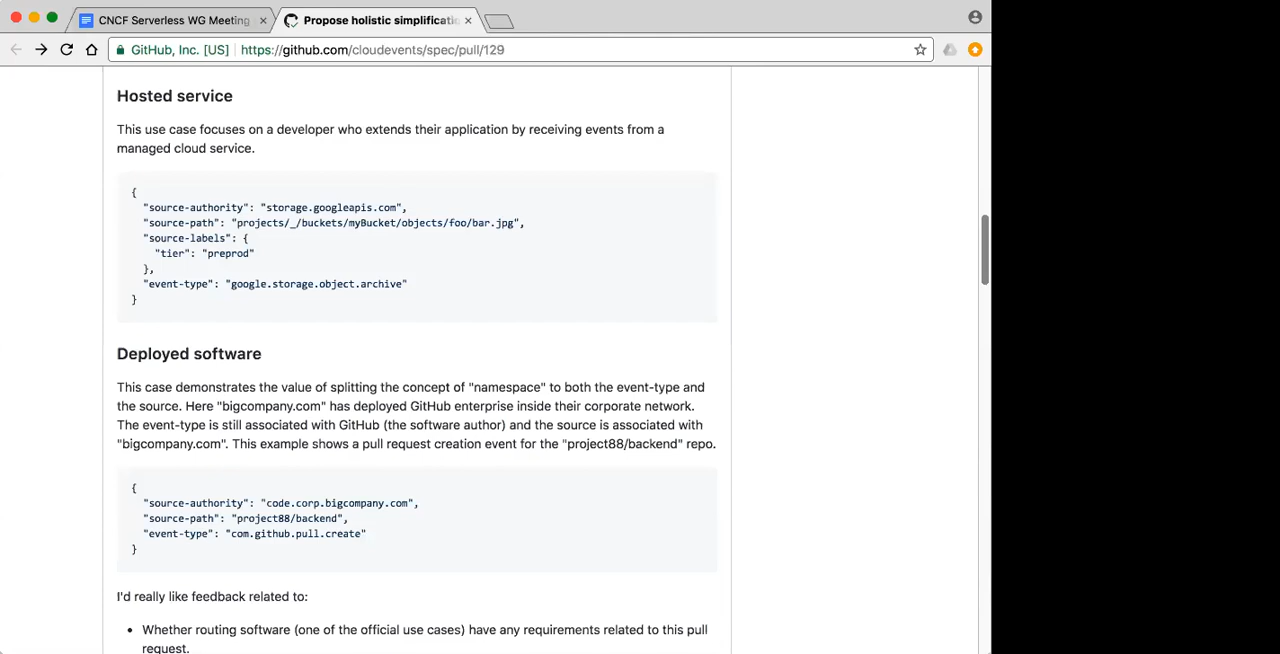 CNCF Serverless WG Meeting
Propose holistic simplificatio
GitHub, Inc. [US] https://github.com/cloudevents/spec/pull/129
Hosted service
This use case focuses on a developer who extends their application by receiving events from a
managed cloud service.
{
"source-authority": "storage.googleapis.com",
"source-path": "projects/_/buckets/myBucket/objects/foo/bar.jpg",
"source-labels": {
"tier": "preprod"
},
"event-type": "google.storage.object.archive"
}
Deployed software
This case demonstrates the value of splitting the concept of "namespace" to both the event-type and
the source. Here "bigcompany.com" has deployed GitHub enterprise inside their corporate network.
The event-type is still associated with GitHub (the software author) and the source is associated with
"bigcompany.com". This example shows a pull request creation event for the "project88/backend" repo.
{
"source-authority": "code.corp.bigcompany.com",
"source-path": "project88/backend",
"event-type": "com.github.pull.create"
}
I'd really like feedback related to:
• Whether routing software (one of the official use cases) have any requirements related to this pull
request.